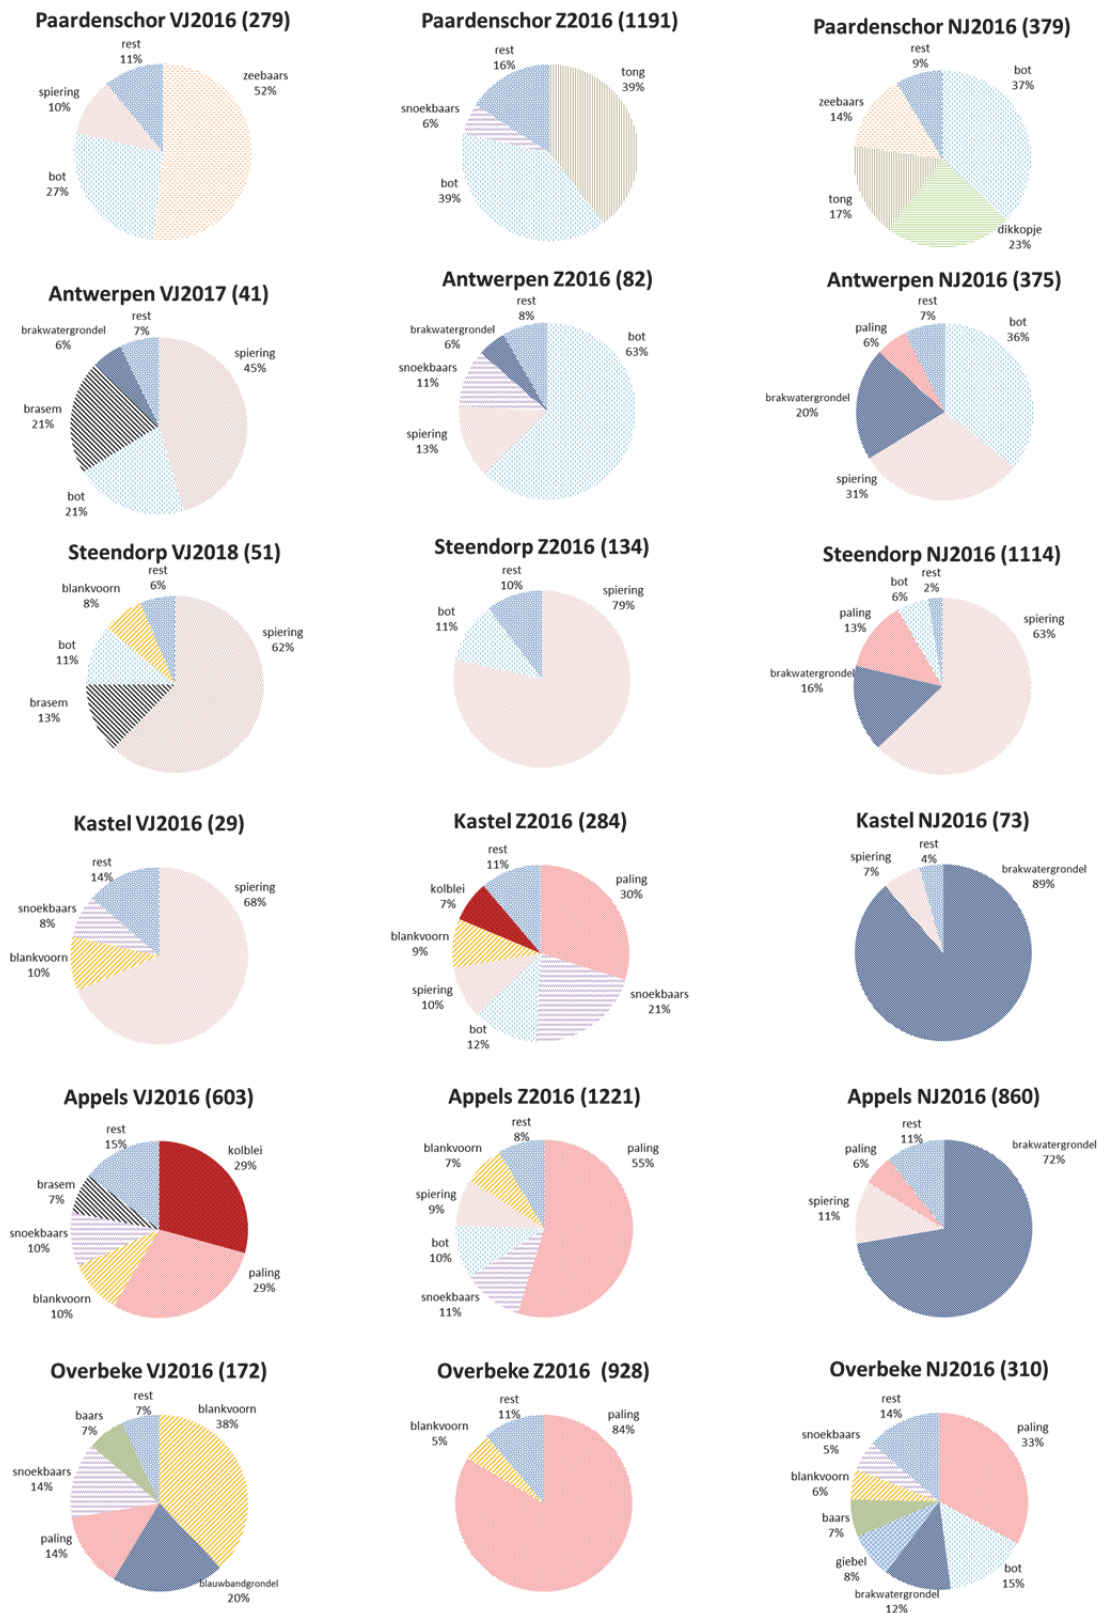 Paardenschor VJ2016 (279)
rest
11%
zeebaars
52%
spiering
10%
bot
27%
Paardenschor Z2016 (1191)
rest
16%
tong
39%
snoekbaars
6%
bot
39%
Paardenschor NJ2016 (379)
rest
9%
bot
37%
zeebaars
14%
tong
17%
dikkopje
23%
Antwerpen VJ2017 (41)
rest
7%
brakwatergrondel
6%
spiering
45%
brasem
21%
bot
21%
Antwerpen Z2016 (82)
rest
8%
brakwatergrondel
6%
bot
63%
snoekbaars
11%
spiering
13%
Antwerpen NJ2016 (375)
rest
7%
paling
6%
bot
36%
brakwatergrondel
20%
spiering
31%
Steendorp VJ2018 (51)
rest
6%
blankvoorn
8%
spiering
62%
bot
11%
brasem
13%
Steendorp Z2016 (134)
rest
10%
spiering
79%
bot
11%
Steendorp NJ2016 (1114)
rest
2%
bot
6%
paling
13%
spiering
63%
brakwatergrondel
16%
Kastel VJ2016 (29)
rest
14%
spiering
68%
snoekbaars
8%
blankvoorn
10%
Kastel Z2016 (284)
rest
11%
paling
30%
kolblei
7%
blankvoorn
9%
spiering
10%
snoekbaars
21%
bot
12%
Kastel NJ2016 (73)
rest
4%
spiering
7%
brakwatergrondel
89%
Appels VJ2016 (603)
rest
15%
kolblei
29%
brasem
7%
snoekbaars
10%
paling
29%
blankvoorn
10%
Appels Z2016 (1221)
rest
8%
blankvoorn
7%
paling
55%
spiering
9%
bot
10%
snoekbaars
11%
Appels NJ2016 (860)
rest
11%
paling
6%
brakwatergrondel
72%
spiering
11%
Overbeke VJ2016 (172)
rest
7%
blankvoorn
38%
baars
7%
snoekbaars
14%
paling
14%
blauwbandgrondel
20%
Overbeke Z2016 (928)
rest
11%
paling
84%
blankvoorn
5%
Overbeke NJ2016 (310)
rest
14%
paling
33%
snoekbaars
5%
blankvoorn
6%
baars
7%
giebel
8%
bot
15%
brakwatergrondel
12%